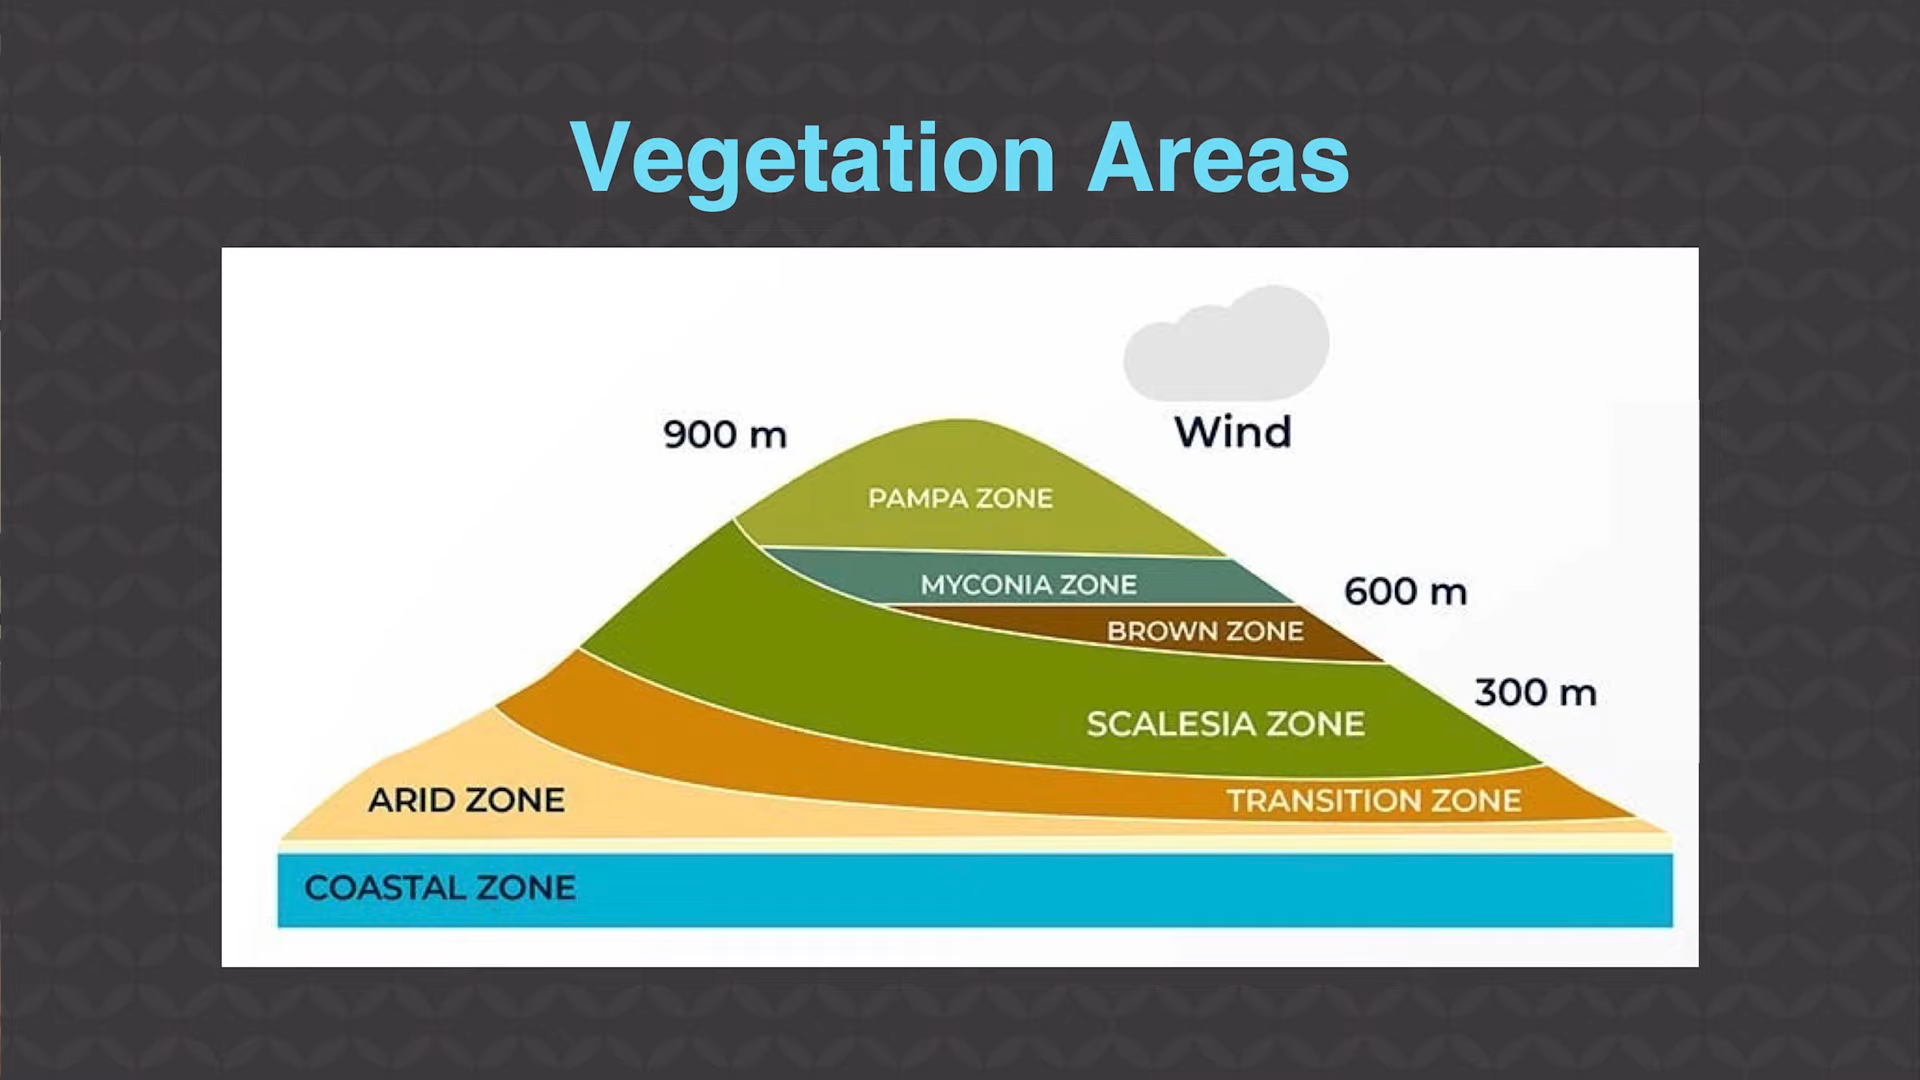 Vegetation Areas
Wind
900 m
PAMPA ZONE
MYCONIA ZONE
600 m
BROWN ZONE
300 m
SCALESIA ZONE
ARID ZONE
TRANSITION ZONE
COASTAL ZONE